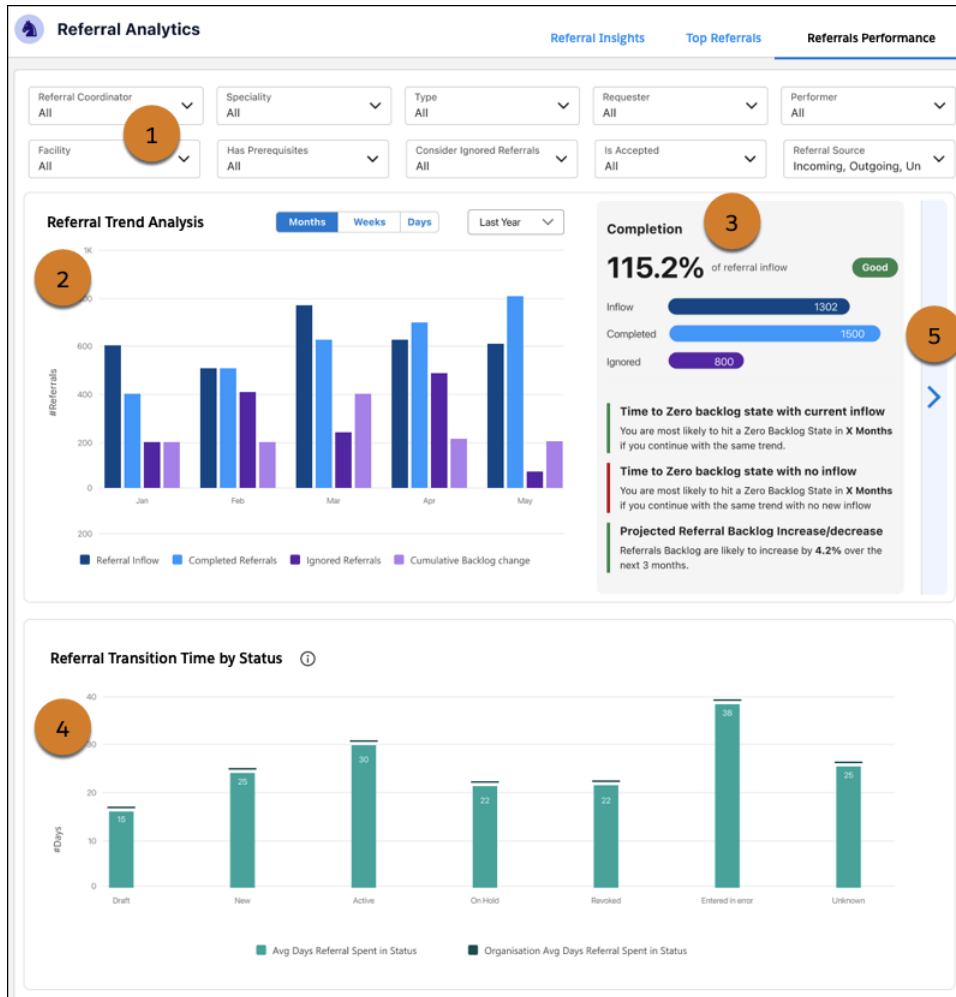 Referral Analytics
Referral Insights
Top Referrals
Referrals Performance
Referral Coordinator
All
Speciality
All
Type
All
Requester
All
Performer
All
1
Facility
All
Has Prerequisites
All
Consider Ignored Referrals
All
Is Accepted
All
Referral Source
Incoming, Outgoing, Un
Referral Trend Analysis
Months
Weeks
Days
Last Year
2
1K
600
400
200
0
200
#Referrals
Jan
Feb
Mar
Apr
May
Referral Inflow
Completed Referrals
Ignored Referrals
Cumulative Backlog change
3
Completion
115.2% of referral inflow
Good
Inflow
1302
Completed
1500
Ignored
800
5
Time to Zero backlog state with current inflow
You are most likely to hit a Zero Backlog State in X Months
if you continue with the same trend.
Time to Zero backlog state with no inflow
You are most likely to hit a Zero Backlog State in X Months
if you continue with the same trend with no new inflow
Projected Referral Backlog Increase/decrease
Referrals Backlog are likely to increase by 4.2% over the
next 3 months.
Referral Transition Time by Status
4
40
20
10
0
#Days
15
25
30
22
22
38
25
Draft
New
Active
On Hold
Revoked
Entered in error
Unknown
Avg Days Referral Spent in Status
Organisation Avg Days Referral Spent in Status